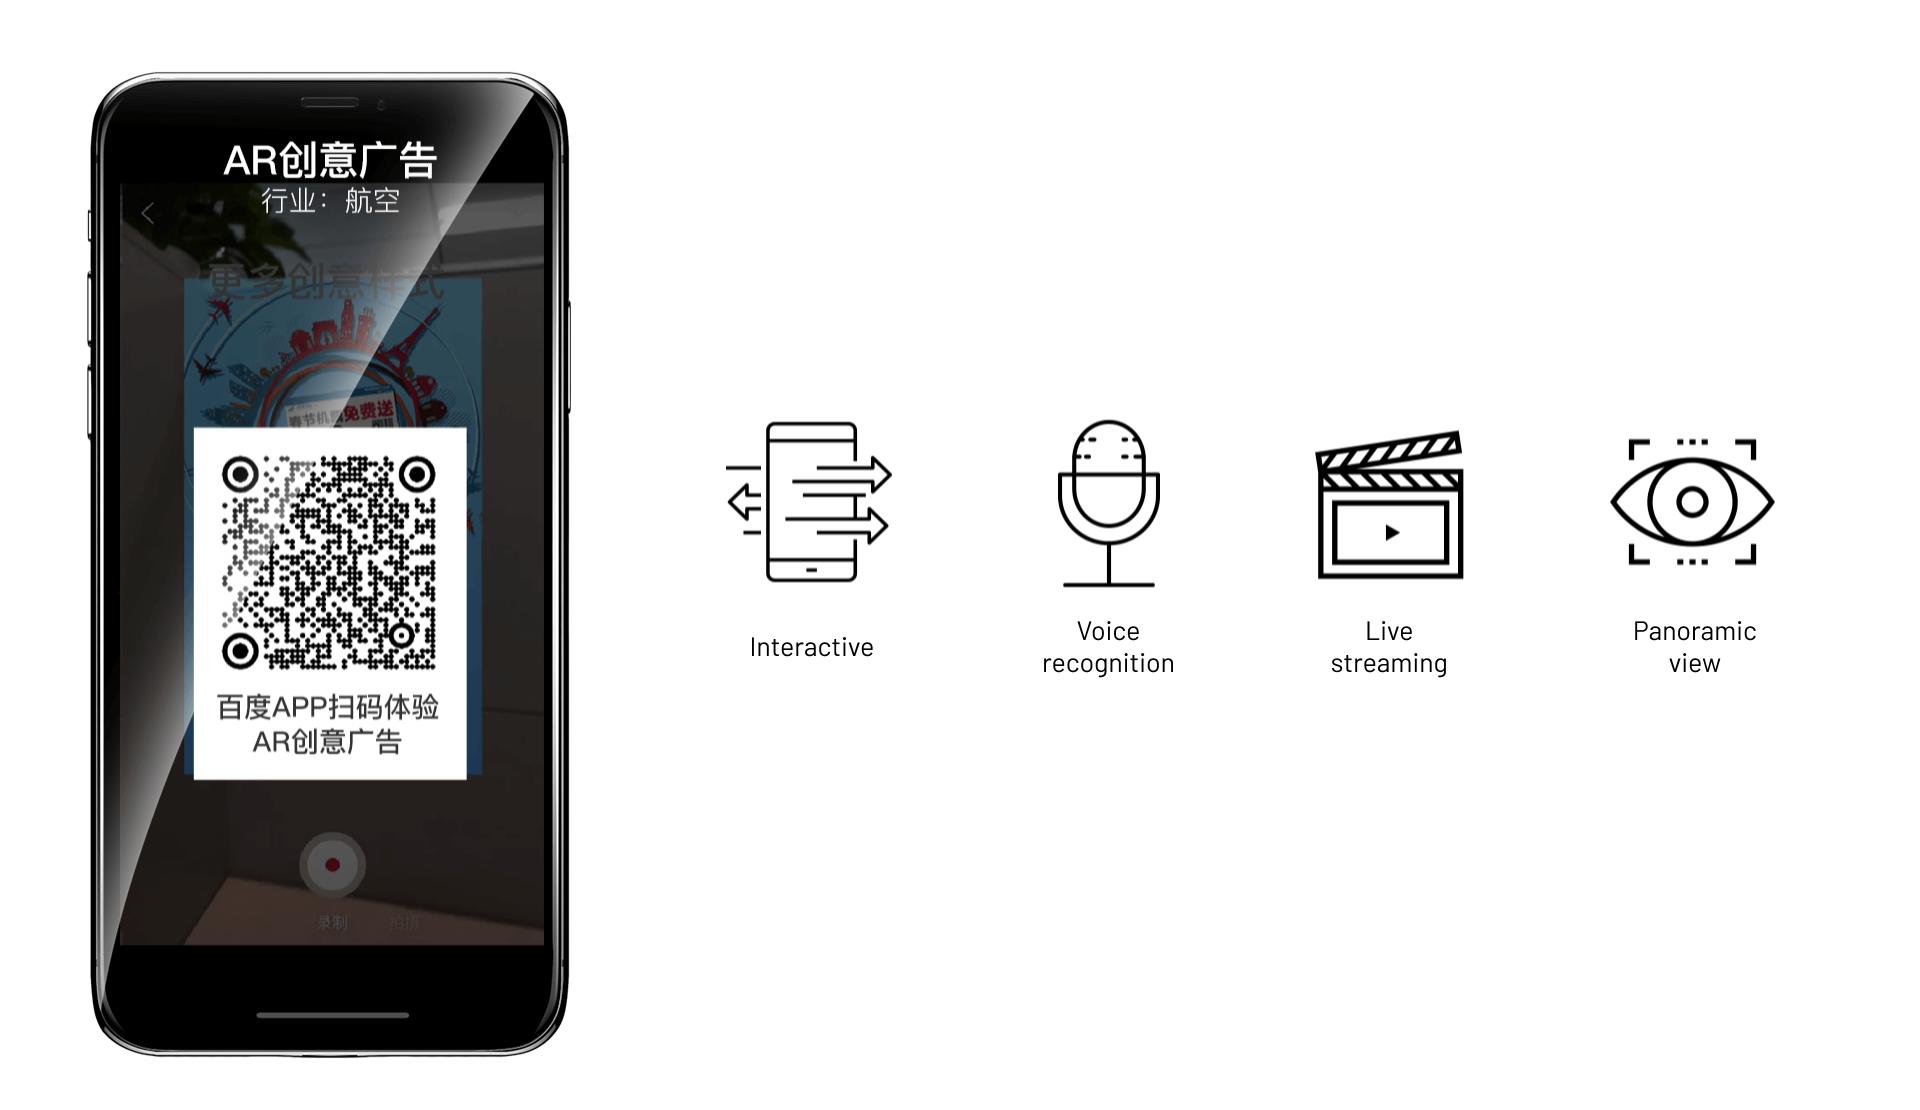 AR创意广告
行业：航空
更多创意样式
春节机票免费送
百度APP扫码体验
AR创意广告
录制 拍摄
Interactive
Voice
recognition
Live
streaming
Panoramic
view